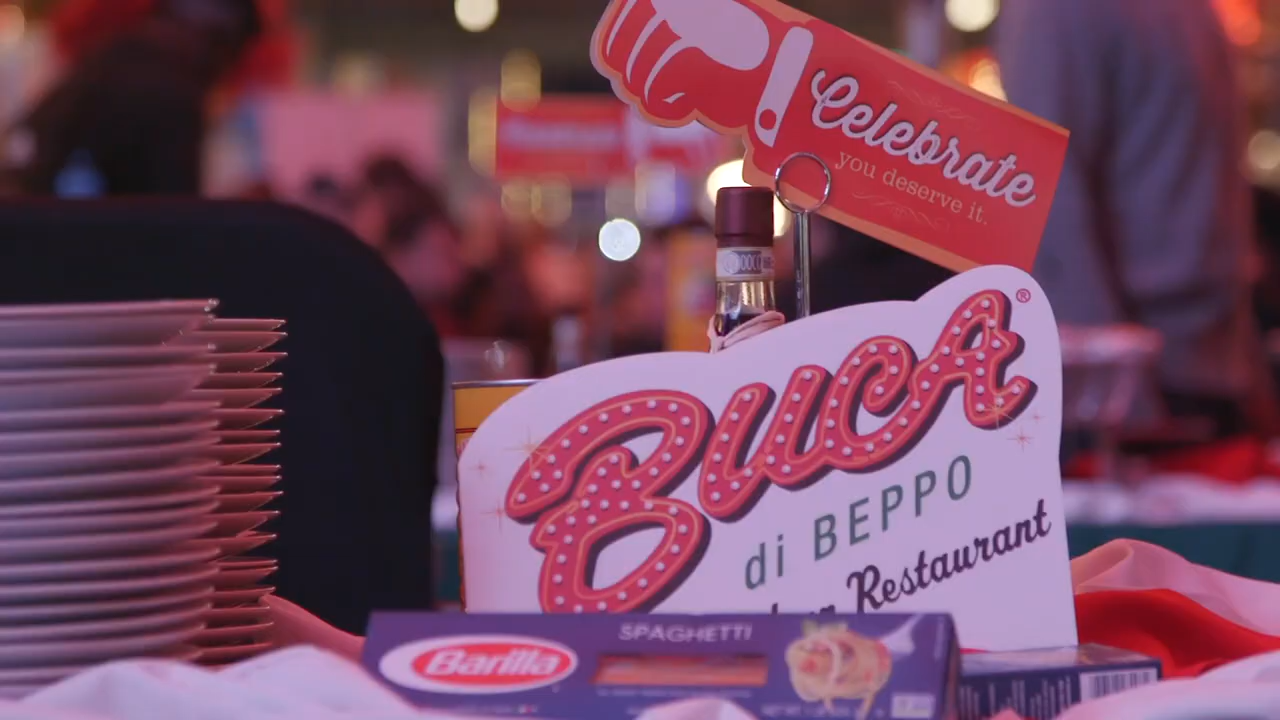 Celebrate
you deserve it.
BUCA®
di BEPPO
Restaurant
SPAGHETTI
Barilla